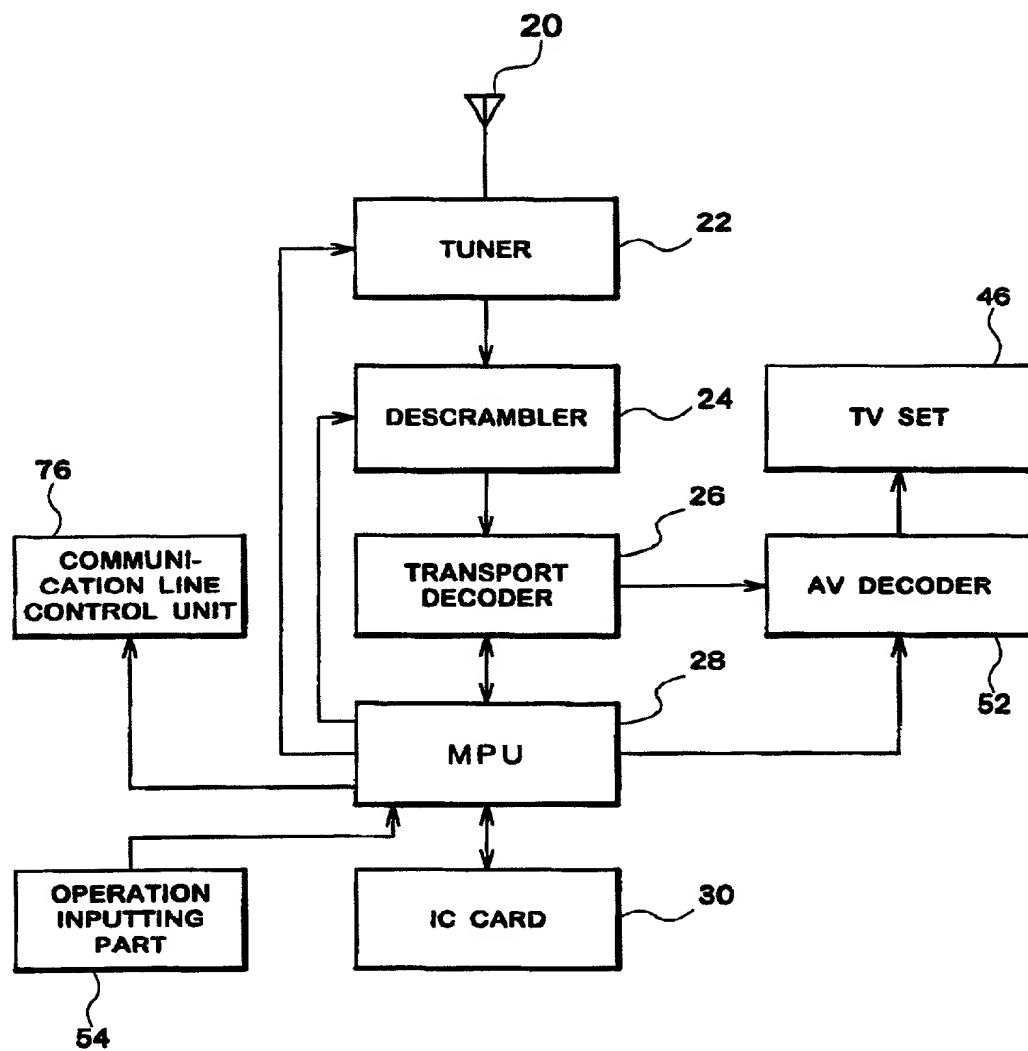 20
TUNER
22
46
DESCRAMBLER
24
TV SET
76
26
COMMUNI-
CATION LINE
CONTROL UNIT
TRANSPORT
DECODER
AV DECODER
28
52
MPU
OPERATION
INPUTTING
PART
IC CARD
30
54